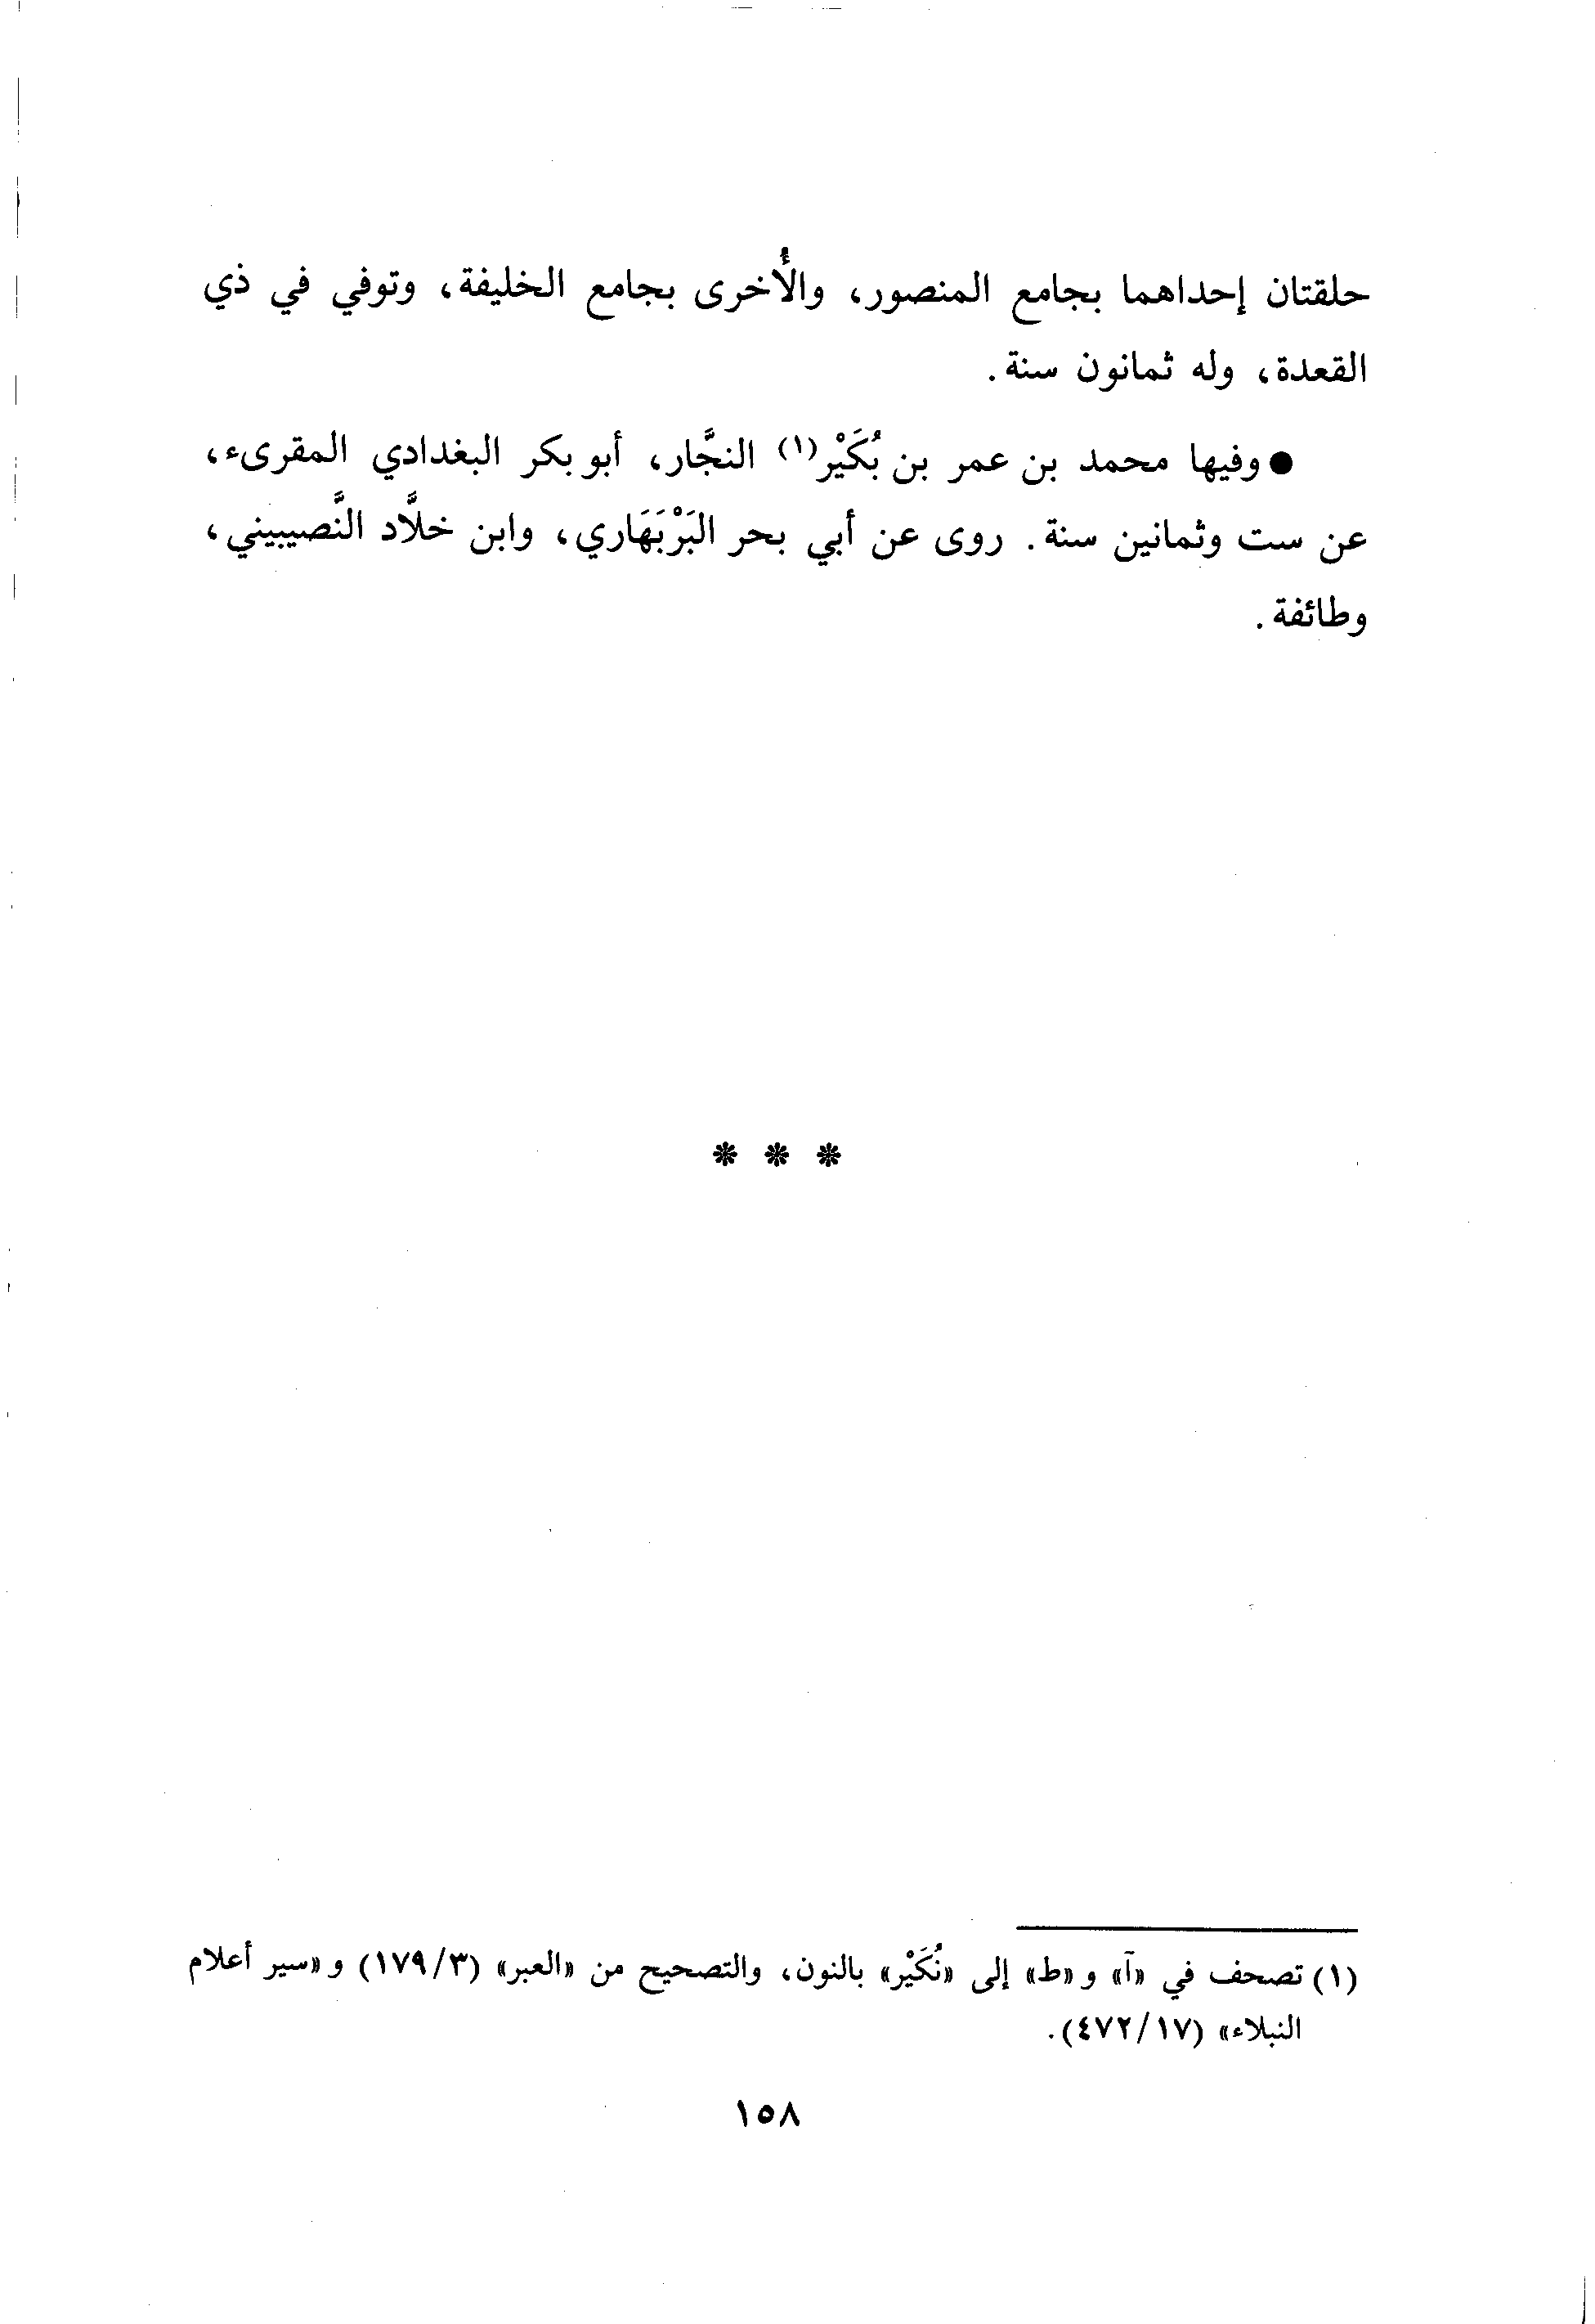 حلقتان إحداهما بجامع المنصور، والأُخرى بجامع الخليفة، وتوفي في ذي
القعدة، وله ثمانون سنة.
● وفيها محمد بن عمر بن بُكَيْر(١) النجَّار، أبو بكر البغدادي المقرىء،
عن ست وثمانين سنة. روى عن أبي بحر البَرْبَهَاري، وابن خلَّاد النَّصيبيني،
وطائفة.
* * *
(١) تصحف في «آ» و «ط» إلى «نُكَيْر» بالنون، والتصحيح من «العبر» (٣/١٧٩) و «سير أعلام
النبلاء» (١٧/٤٧٢).
١٥٨